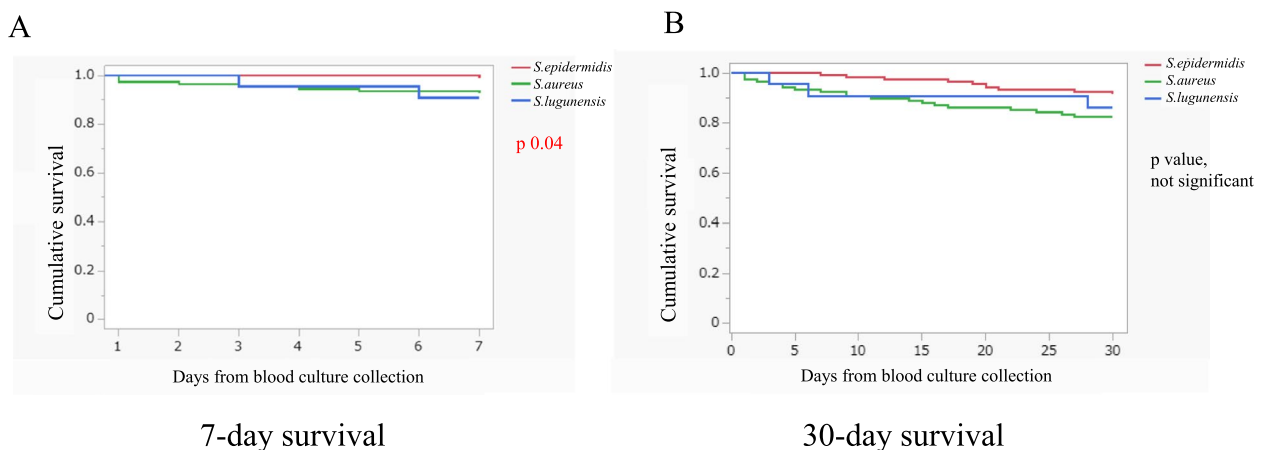 A
B
1.0
0.8
0.6
0.4
0.2
0
Cumulative survival
1 2 3 4 5 6 7
Days from blood culture collection
S.epidermidis
S.aureus
S.lugunensis
p 0.04
7-day survival
1.0
0.8
0.6
0.4
0.2
0
Cumulative survival
0 5 10 15 20 25 30
Days from blood culture collection
S.epidermidis
S.aureus
S.lugunensis
p value,
not significant
30-day survival